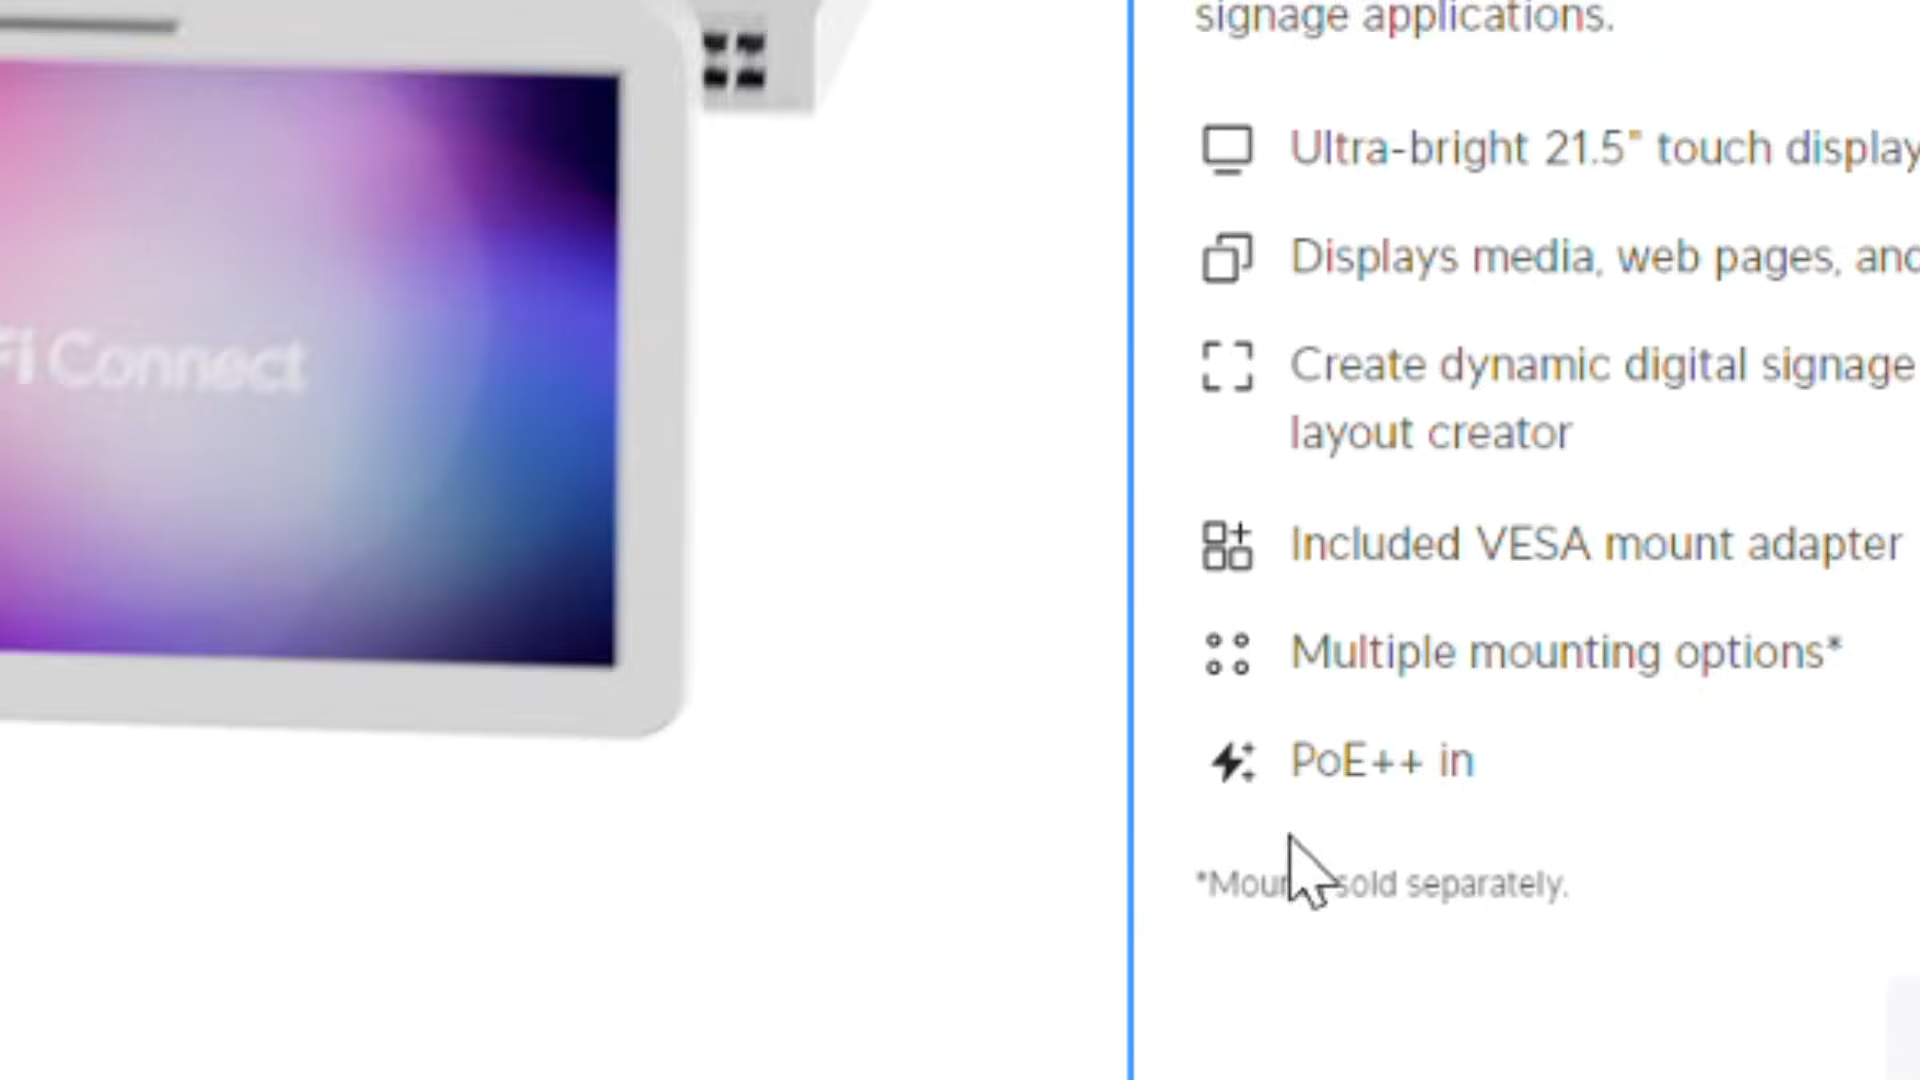 signage applications.
Ultra-bright 21.5" touch display
Displays media, web pages, and
Fi Connect
Create dynamic digital signage
layout creator
Included VESA mount adapter
Multiple mounting options*
PoE++ in
sold separately.